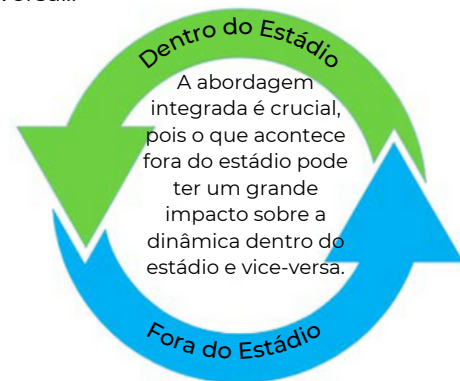 Dentro do Estádio
A abordagem
integrada é crucial,
pois o que acontece
fora do estádio pode
ter um grande
impacto sobre a
dinâmica dentro do
estádio e vice-versa.
Fora do Estádio